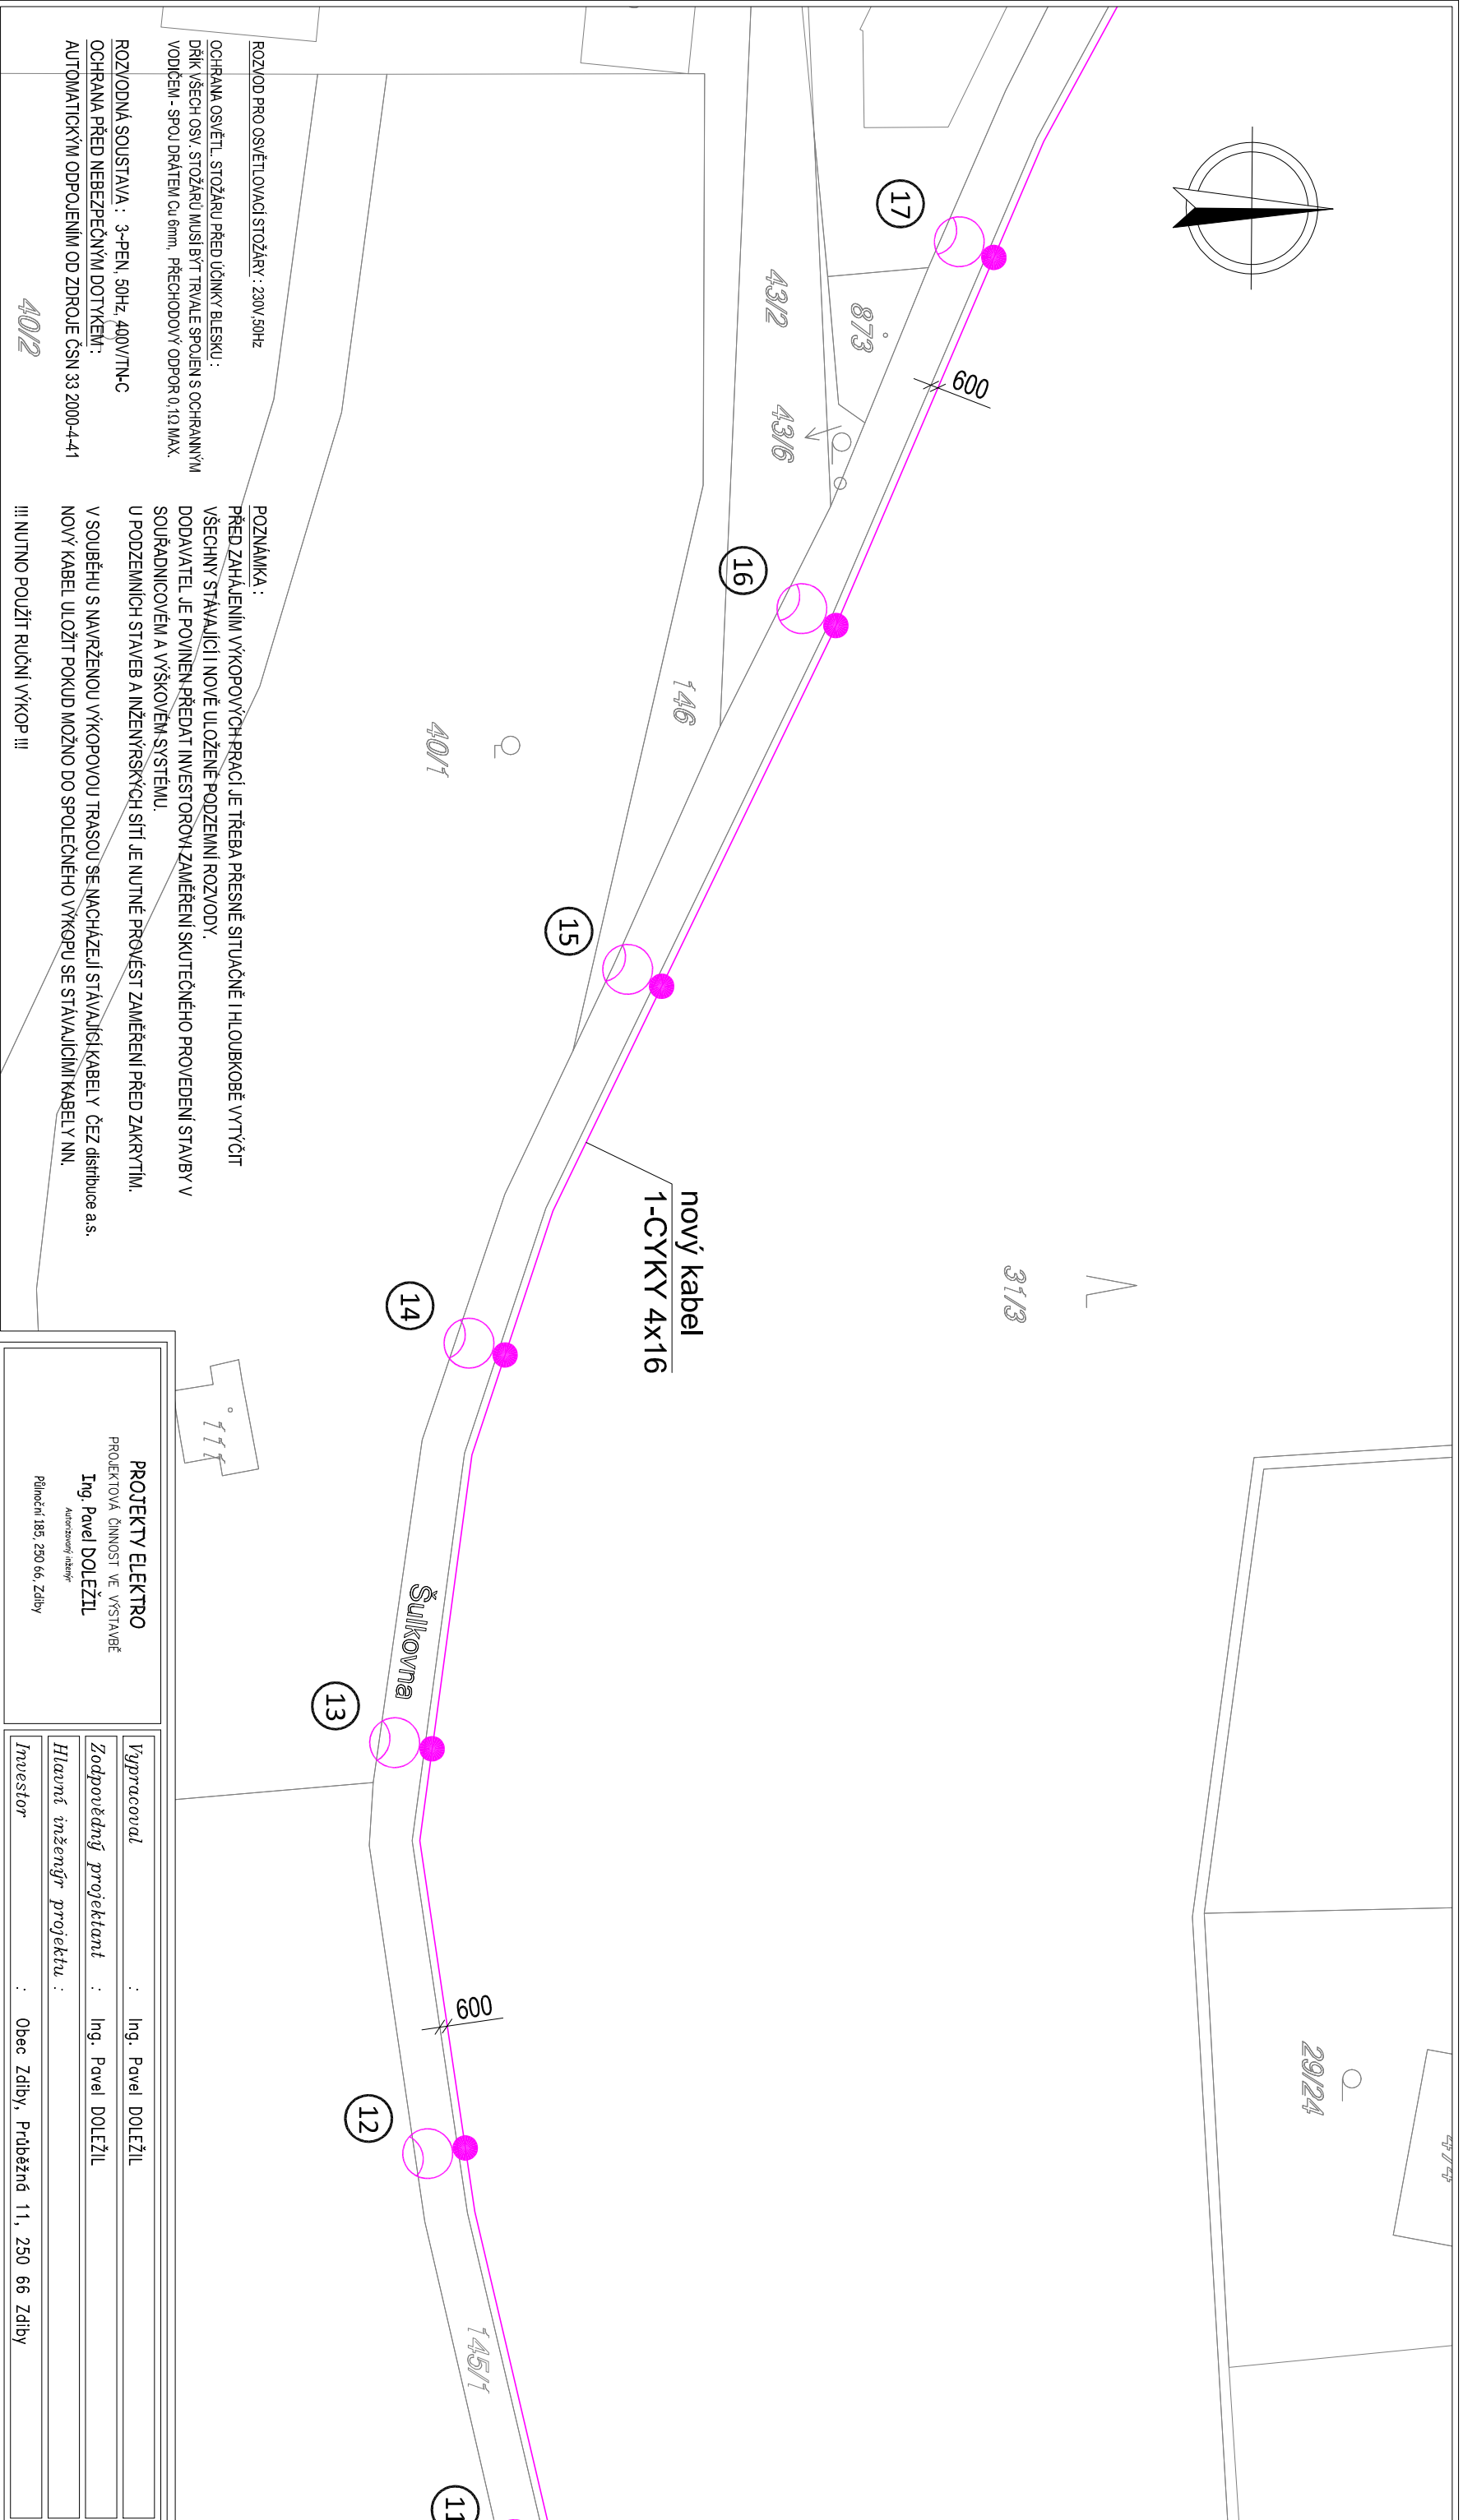 17
873
43/2
43/6
600
16
146
15
40/1
40/2
nový kabel
1-CYKY 4x16
31/3
14
111
Šulkovna
13
600
12
29/24
145/1
11
ROZVOD PRO OSVĚTLOVACÍ STOŽÁRY : 230V,50Hz
OCHRANA OSVĚTL. STOŽÁRU PŘED ÚČINKY BLESKU :
DŘÍK VŠECH OSV. STOŽÁRŮ MUSÍ BÝT TRVALE SPOJEN S OCHRANNÝM
VODIČEM - SPOJ DRÁTEM Cu 6mm, PŘECHODOVÝ ODPOR 0,1Ω MAX.
ROZVODNÁ SOUSTAVA : 3~PEN, 50Hz, 400V/TN-C
OCHRANA PŘED NEBEZPEČNÝM DOTYKEM :
AUTOMATICKÝM ODPOJENÍM OD ZDROJE ČSN 33 2000-4-41
POZNÁMKA :
PŘED ZAHÁJENÍM VÝKOPOVÝCH PRACÍ JE TŘEBA PŘESNĚ SITUAČNĚ I HLOUBKOBĚ VYTÝČIT
VŠECHNY STÁVAJÍCÍ I NOVĚ ULOŽENÉ PODZEMNÍ ROZVODY.
DODAVATEL JE POVINEN PŘEDAT INVESTOROVI ZAMĚŘENÍ SKUTEČNÉHO PROVEDENÍ STAVBY V
SOUŘADNICOVÉM A VÝŠKOVÉM SYSTÉMU.
U PODZEMNÍCH STAVEB A INŽENÝRSKÝCH SÍTÍ JE NUTNÉ PROVÉST ZAMĚŘENÍ PŘED ZAKRYTÍM.
V SOUBĚHU S NAVRŽENOU VÝKOPOVOU TRASOU SE NACHÁZEJÍ STÁVAJÍCÍ KABELY ČEZ distribuce a.s.
NOVÝ KABEL ULOŽIT POKUD MOŽNO DO SPOLEČNÉHO VÝKOPU SE STÁVAJÍCÍMI KABELY NN.
!!! NUTNO POUŽÍT RUČNÍ VÝKOP !!!
PROJEKTY ELEKTRO
PROJEKTOVÁ ČINNOST VE VÝSTAVBĚ
Ing. Pavel DOLEŽIL
Autorizovaný inženýr
Půlnoční 185, 250 66, Zdiby
Vypracoval : Ing. Pavel DOLEŽIL
Zodpovědný projektant : Ing. Pavel DOLEŽIL
Hlavní inženýr projektu :
Investor : Obec Zdiby, Průběžná 11, 250 66 Zdiby